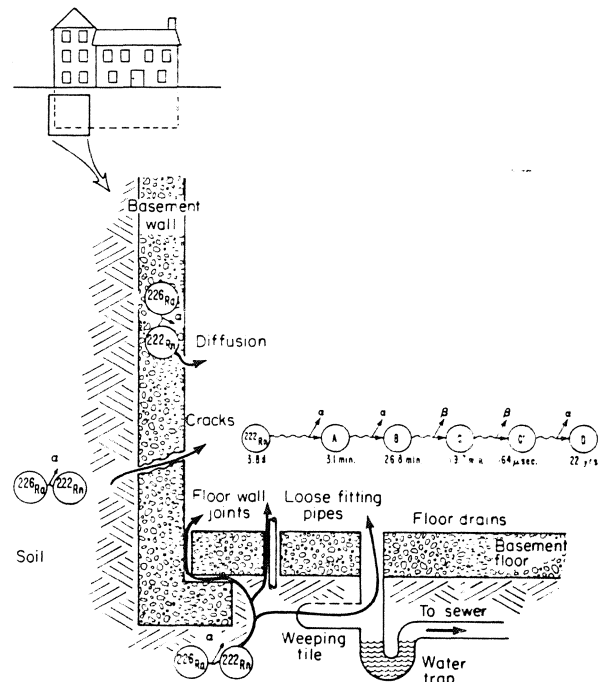 Basement
wall
226Ra
α
222Rn
Diffusion
Cracks
α α β β α
222Rn A B C C' D
3.8d 3.1 min. 26.8 min 164 μsec. 22 yrs
α
226Ra 222Rn
Floor wall
joints
Loose fitting
pipes
Floor drains
Basement
floor
Soil
To sewer
Weeping
tile
α
226Ra 222Rn
Water
trap